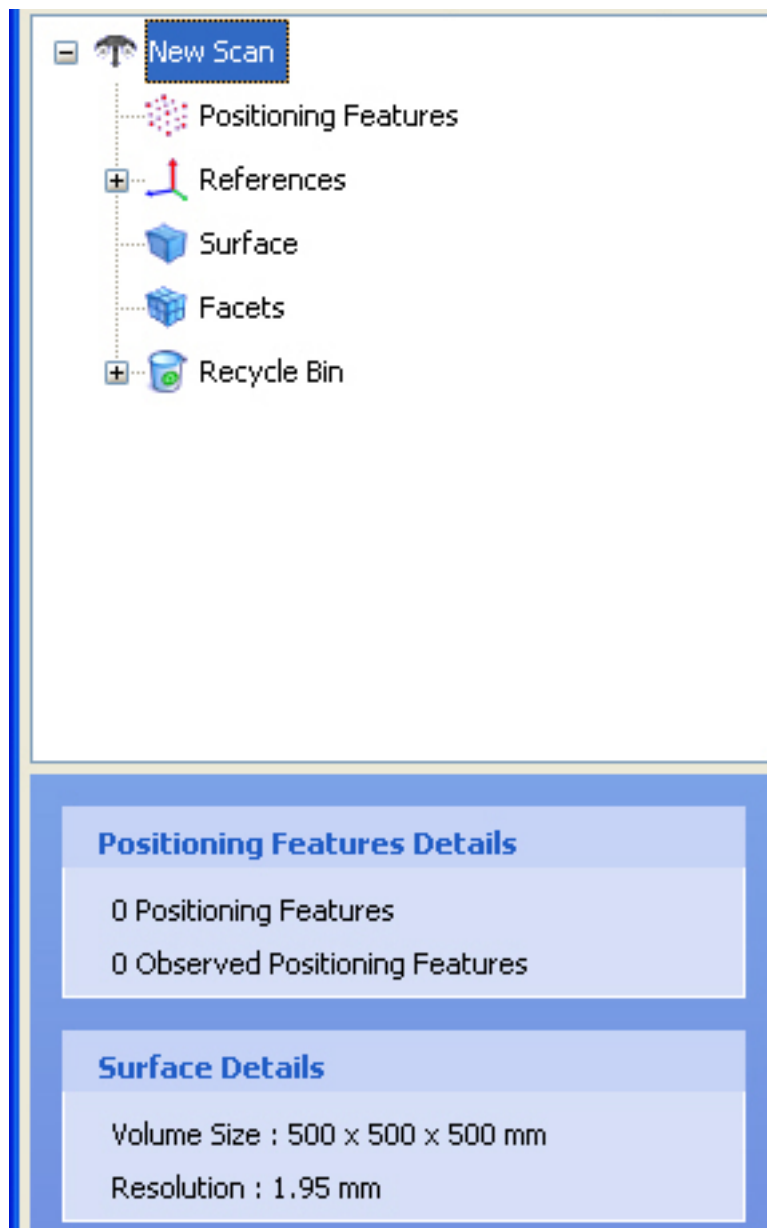 New Scan
Positioning Features
References
Surface
Facets
Recycle Bin
Positioning Features Details
0 Positioning Features
0 Observed Positioning Features
Surface Details
Volume Size : 500 x 500 x 500 mm
Resolution : 1.95 mm